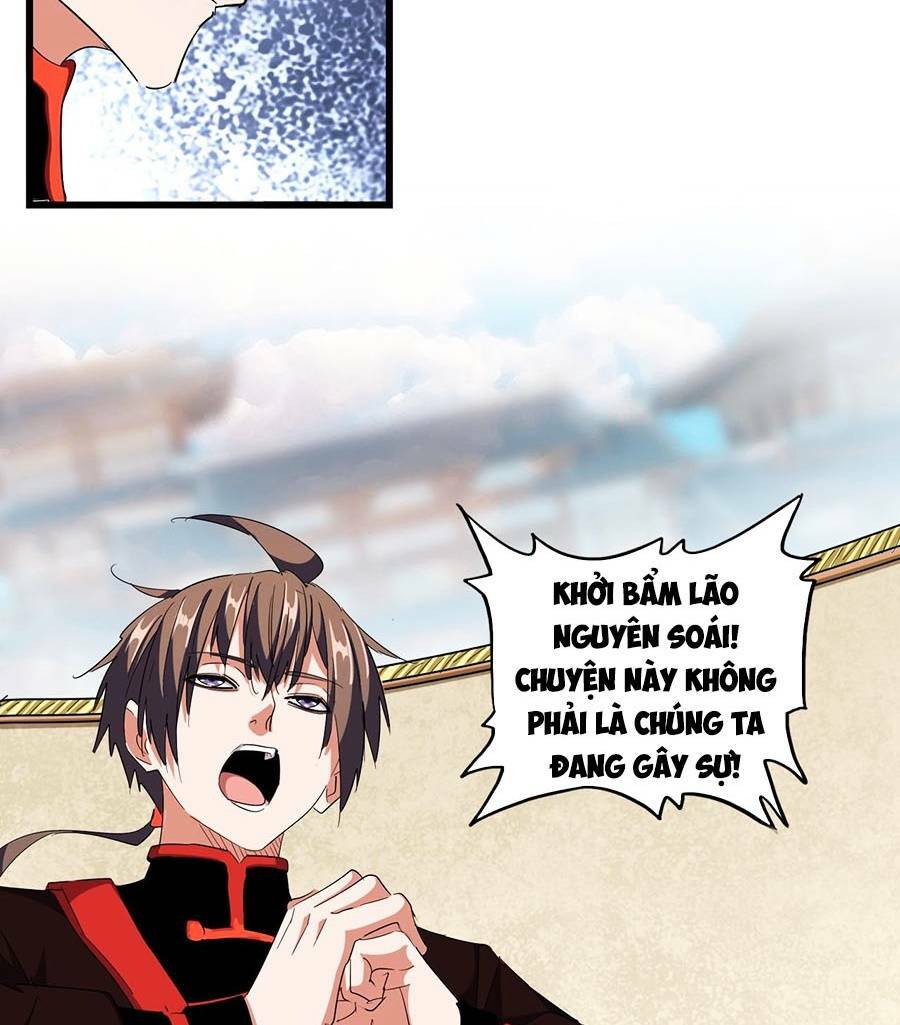 KHỞI BẨM LÃO
NGUYÊN SOÁI!
CHUYỆN NÀY KHÔNG
PHẢI LÀ CHÚNG TA
ĐANG GÂY SỰ!